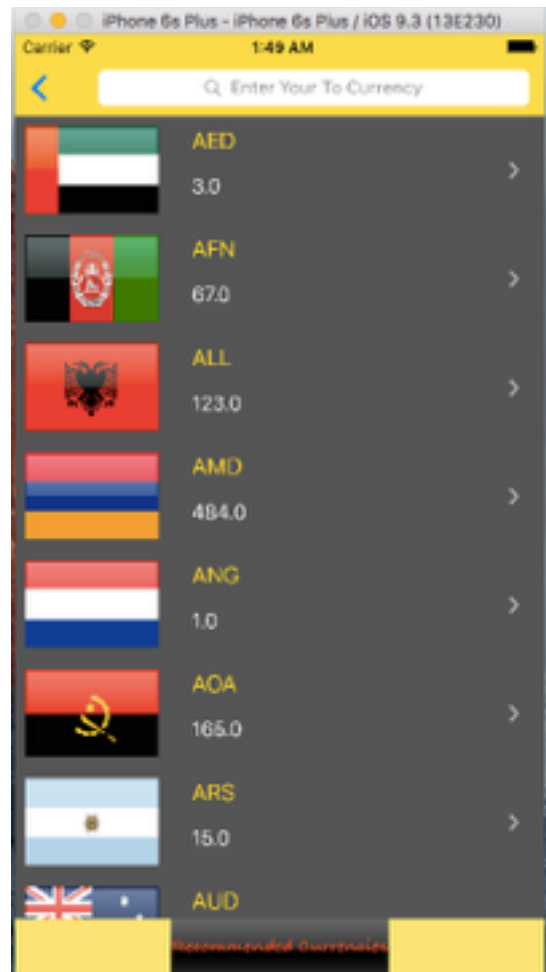 iPhone 6s Plus - iPhone 6s Plus / iOS 9.3 (13E230)
Carrier 1:49 AM
Enter Your To Currency
AED
3.0
AFN
67.0
ALL
123.0
AMD
484.0
ANG
1.0
AOA
165.0
ARS
15.0
AUD
Recommended Currencies